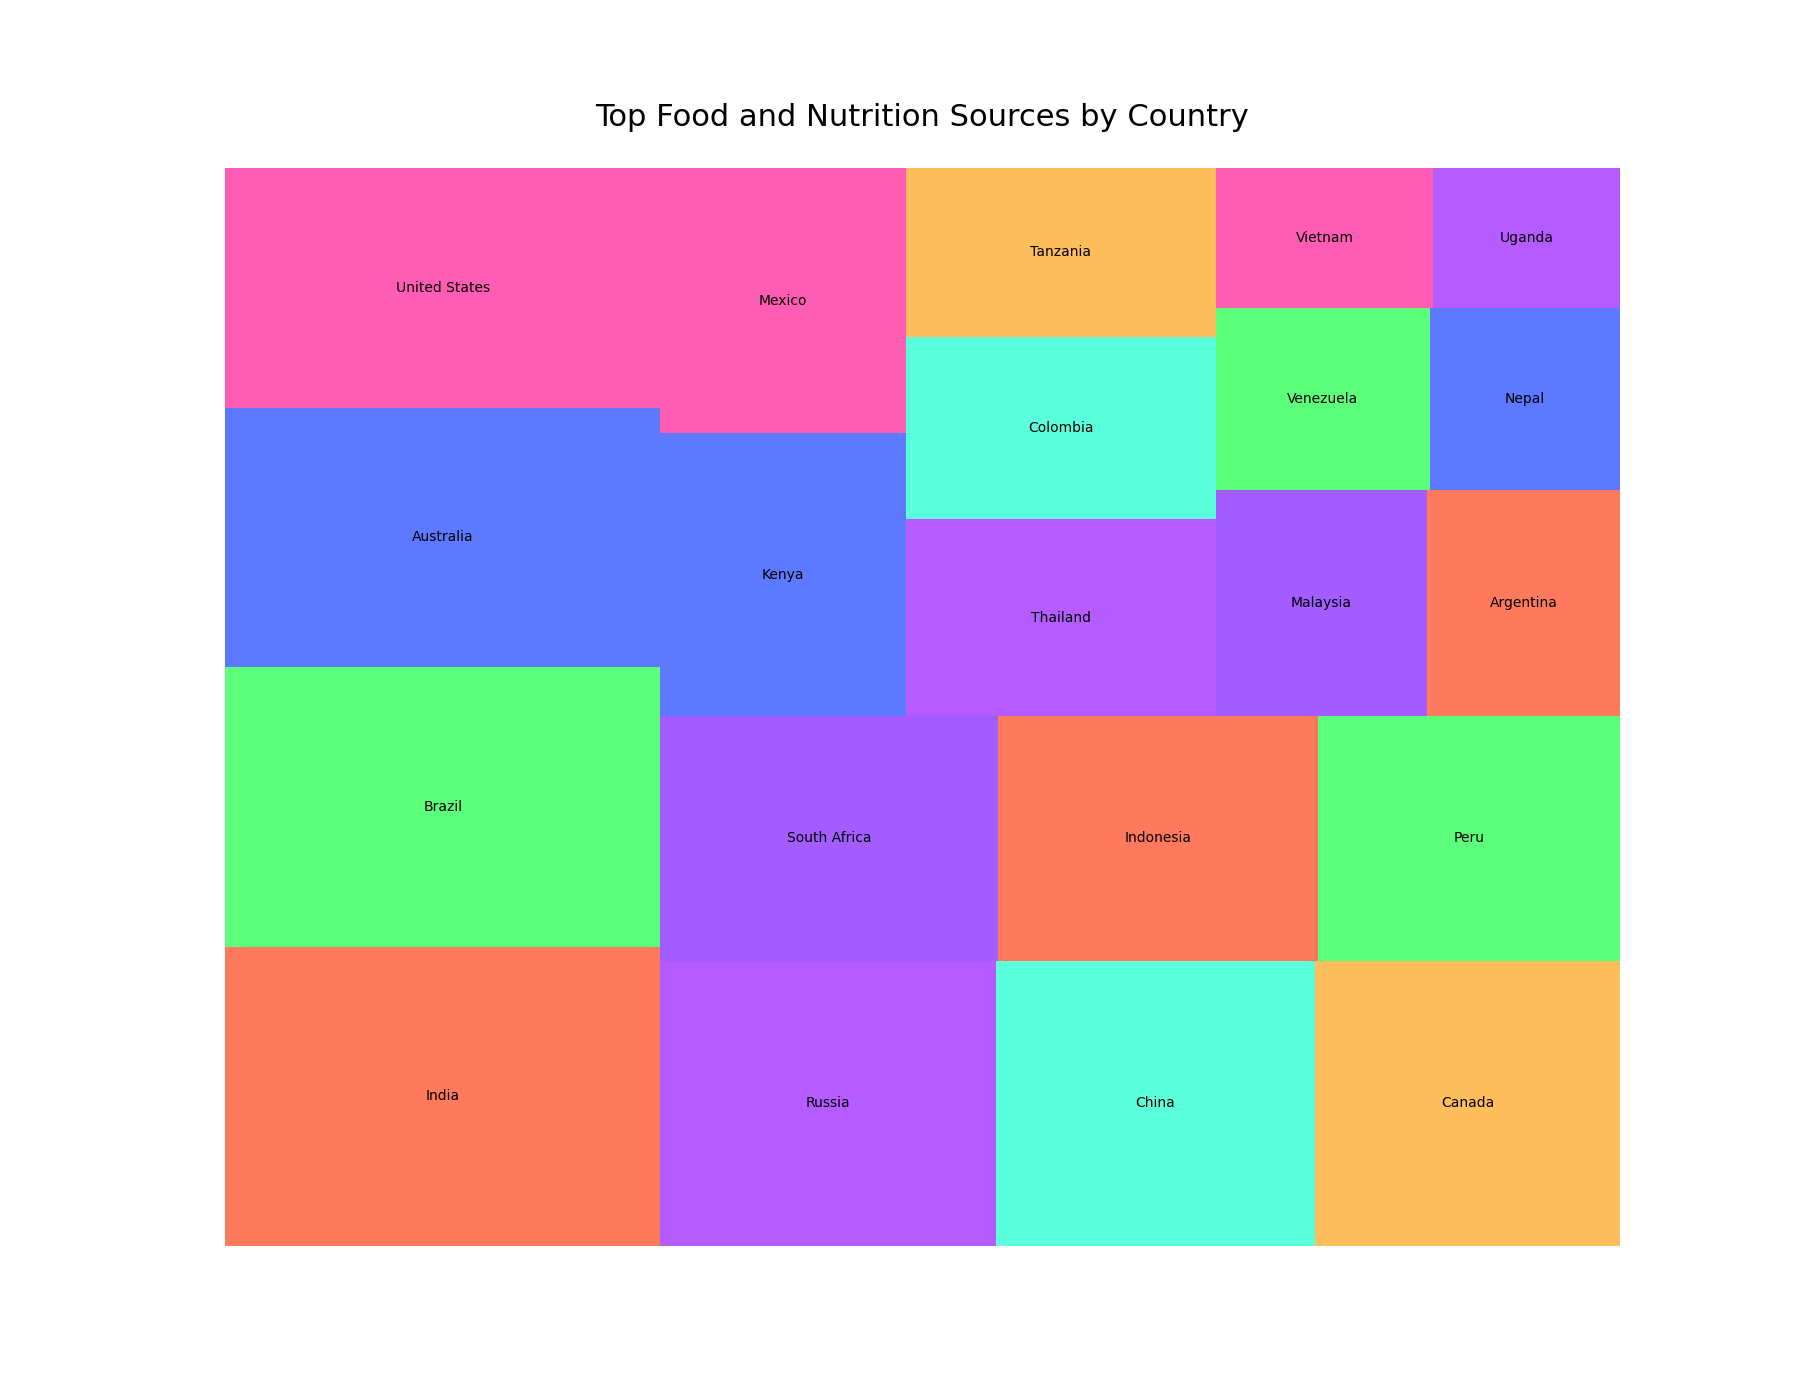 Top Food and Nutrition Sources by Country
United States
Mexico
Tanzania
Vietnam
Uganda
Venezuela
Nepal
Colombia
Australia
Kenya
Thailand
Malaysia
Argentina
Brazil
South Africa
Indonesia
Peru
India
Russia
China
Canada